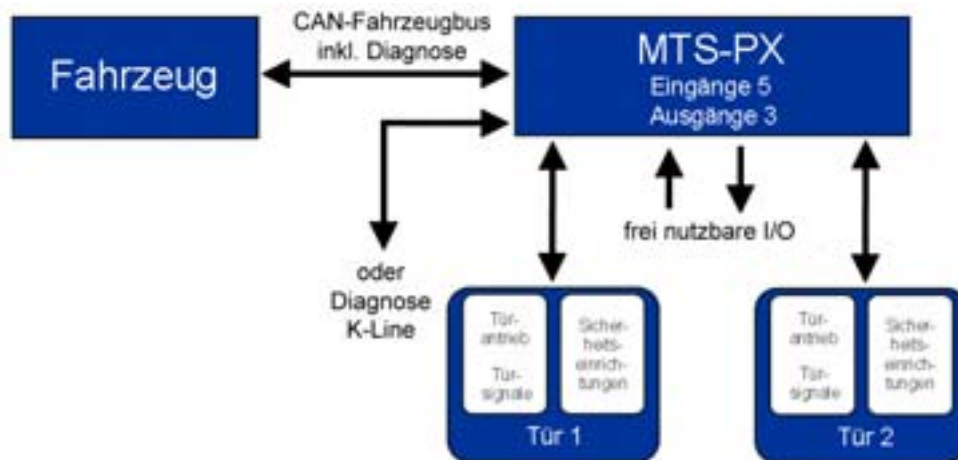 CAN-Fahrzeugbus
inkl. Diagnose
Fahrzeug
MTS-PX
Eingänge 5
Ausgänge 3
frei nutzbare I/O
oder
Diagnose
K-Line
Tür-
antrieb
Tür-
signale
Sicher-
heits-
einrich-
tungen
Tür 1
Tür-
antrieb
Tür-
signale
Sicher-
heits-
einrich-
tungen
Tür 2